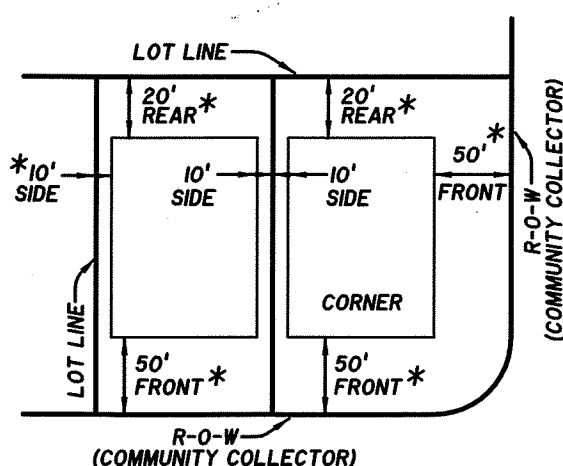 LOT LINE
20'
REAR*
20'
REAR*
*10'
SIDE
10'
SIDE
10'
SIDE
50'*
FRONT
R-O-W
(COMMUNITY COLLECTOR)
LOT LINE
CORNER
50'
FRONT*
50'
FRONT*
R-O-W
(COMMUNITY COLLECTOR)